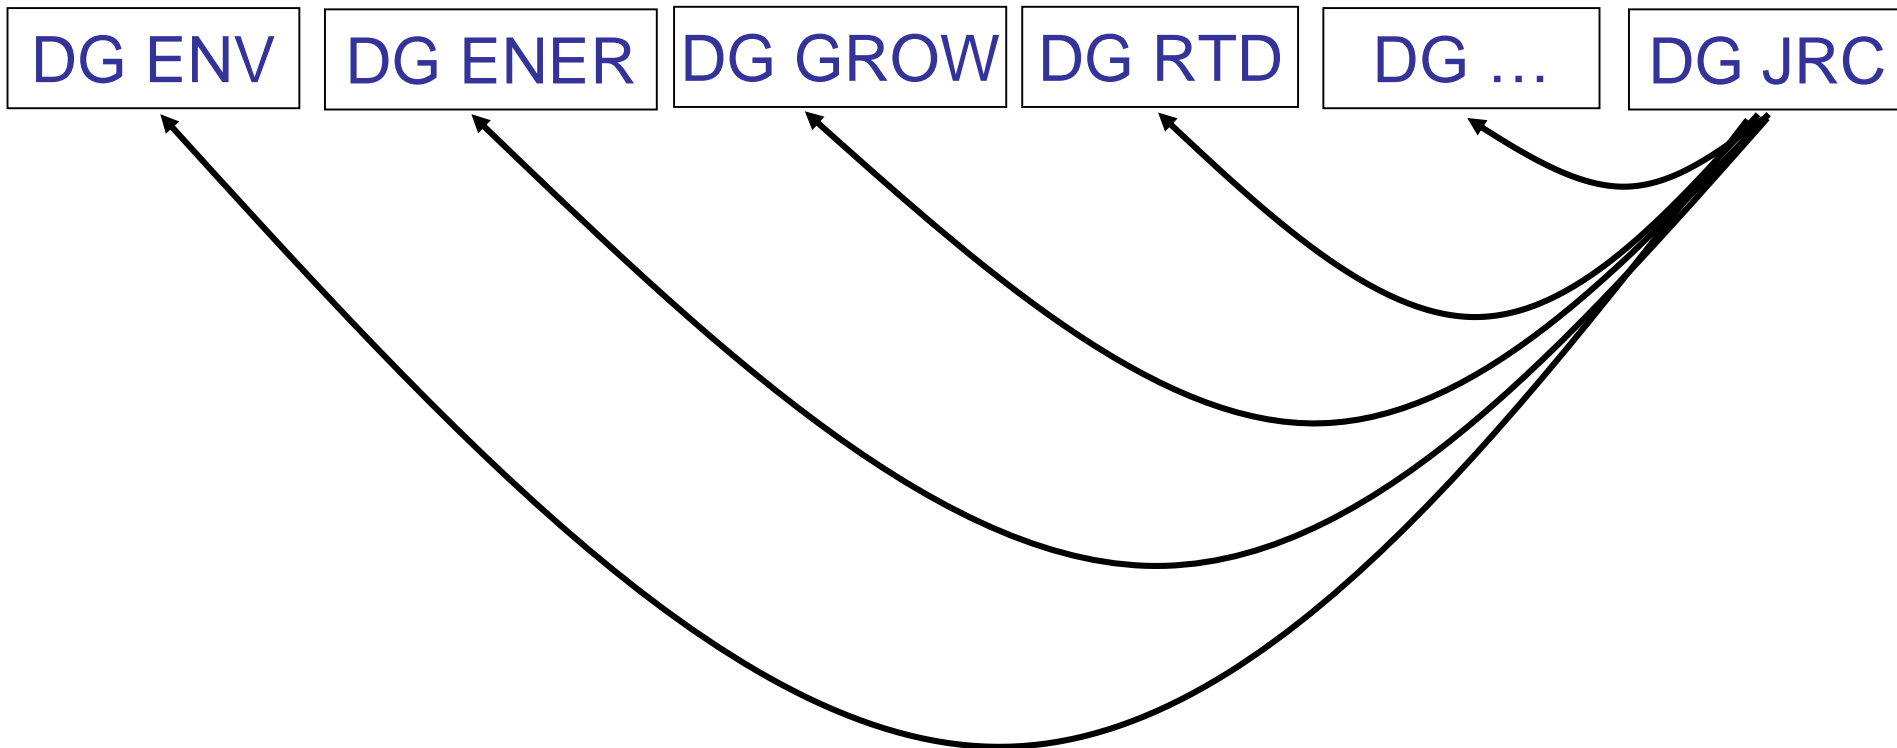 DG ENV
DG ENER
DG GROW
DG RTD
DG …
DG JRC